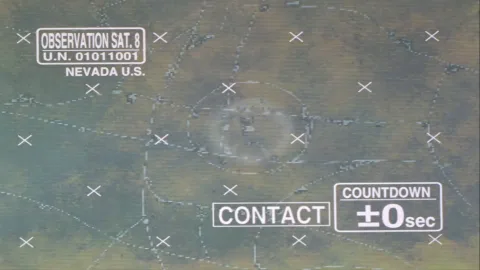 OBSERVATION SAT. 8
U.N. 01011001
NEVADA U.S.
CONTACT
COUNTDOWN
±0sec